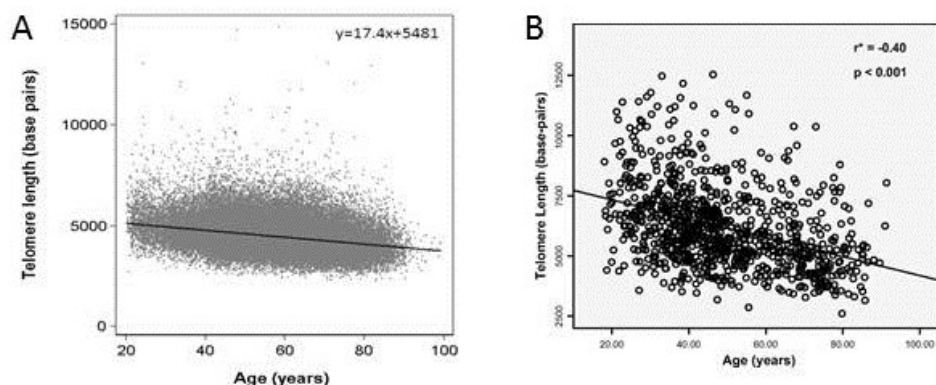 A
y=17.4x+5481
Telomere length (base pairs)
15000
10000
5000
0
20
40
60
80
100
Age (years)
B
r* = -0.40
p < 0.001
Telomere Length (base-pairs)
12500
10000
7500
5000
2500
20.00
40.00
60.00
80.00
100.00
Age (years)